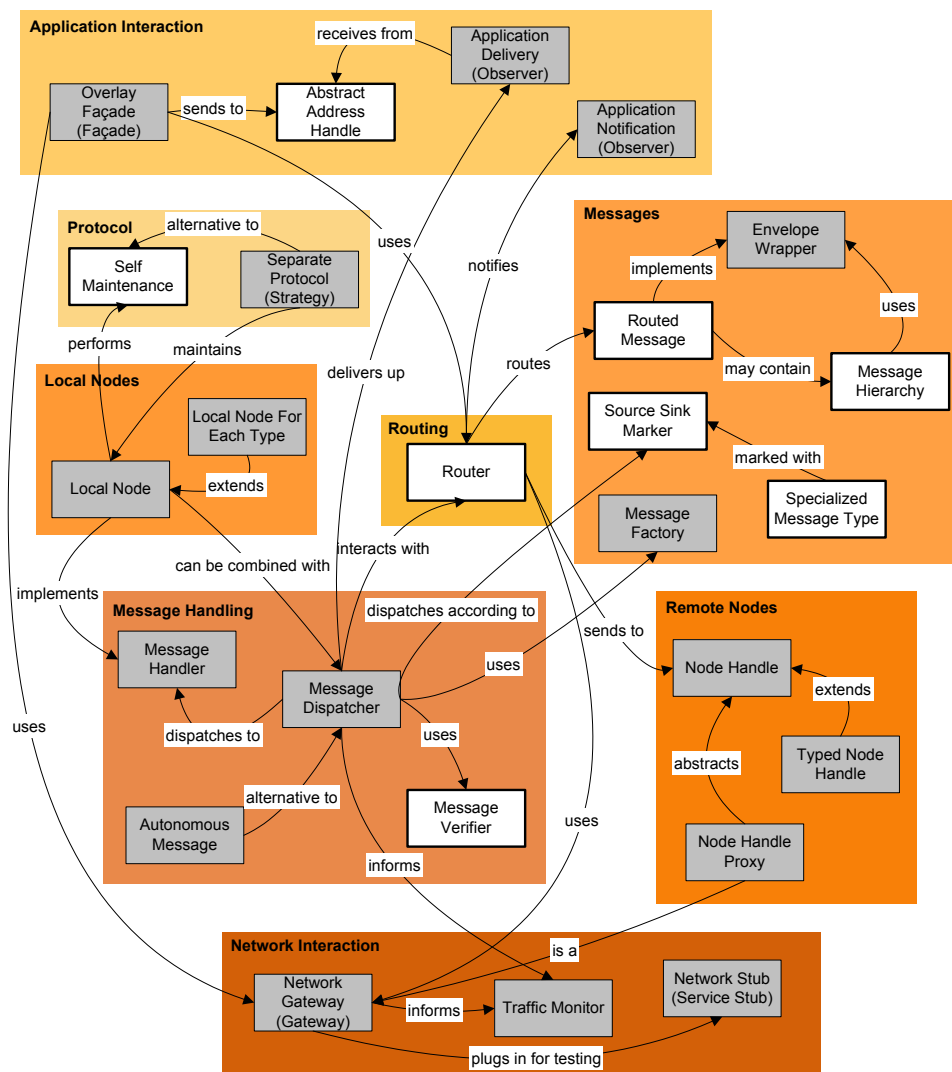 Application Interaction
receives from
Application
Delivery
(Observer)
Overlay
Façade
(Façade)
sends to
Abstract
Address
Handle
Application
Notification
(Observer)
Protocol
alternative to
Self
Maintenance
Separate
Protocol
(Strategy)
uses
notifies
Messages
Envelope
Wrapper
implements
uses
Routed
Message
may contain
Message
Hierarchy
performs
maintains
delivers up
routes
Local Nodes
Local Node For
Each Type
Local Node
extends
Routing
Router
Source Sink
Marker
marked with
Specialized
Message Type
Message
Factory
can be combined with
interacts with
implements
Message Handling
dispatches according to
Message
Handler
Message
Dispatcher
uses
sends to
dispatches to
uses
alternative to
Autonomous
Message
Message
Verifier
informs
uses
uses
Remote Nodes
Node Handle
extends
abstracts
Typed Node
Handle
Node Handle
Proxy
Network Interaction
is a
Network
Gateway
(Gateway)
informs
Traffic Monitor
Network Stub
(Service Stub)
plugs in for testing